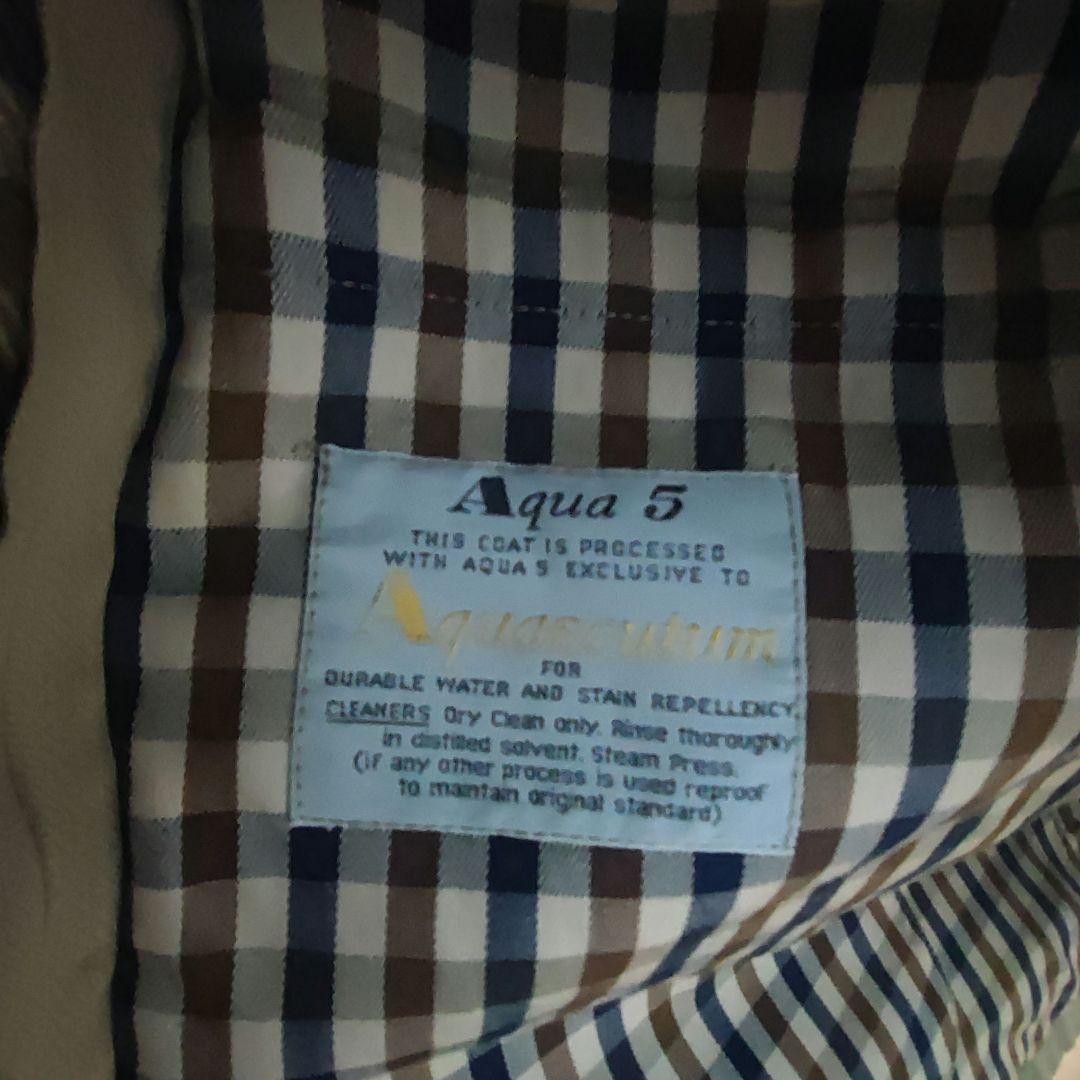 Aqua 5
THIS COAT IS PROCESSED
WITH AQUA 5 EXCLUSIVE TO
Aquascutum
FOR
DURABLE WATER AND STAIN REPELLENCY.
CLEANERS Dry Clean only. Rinse thoroughly
in distilled solvent. Steam Press.
(if any other process is used reproof
to maintain original standard)